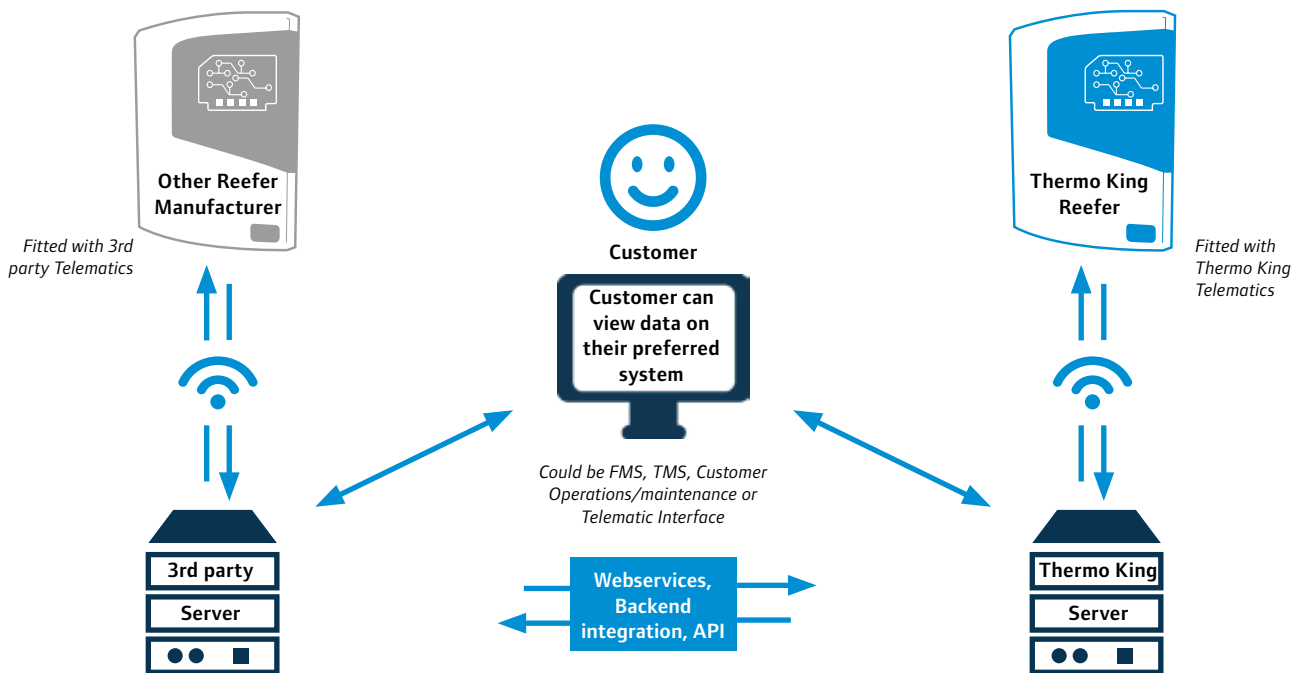 Other Reefer
Manufacturer
Fitted with 3rd
party Telematics
Customer
Customer can
view data on
their preferred
system
Could be FMS, TMS, Customer
Operations/maintenance or
Telematic Interface
Thermo King
Reefer
Fitted with
Thermo King
Telematics
3rd party
Server
Webservices,
Backend
integration, API
Thermo King
Server